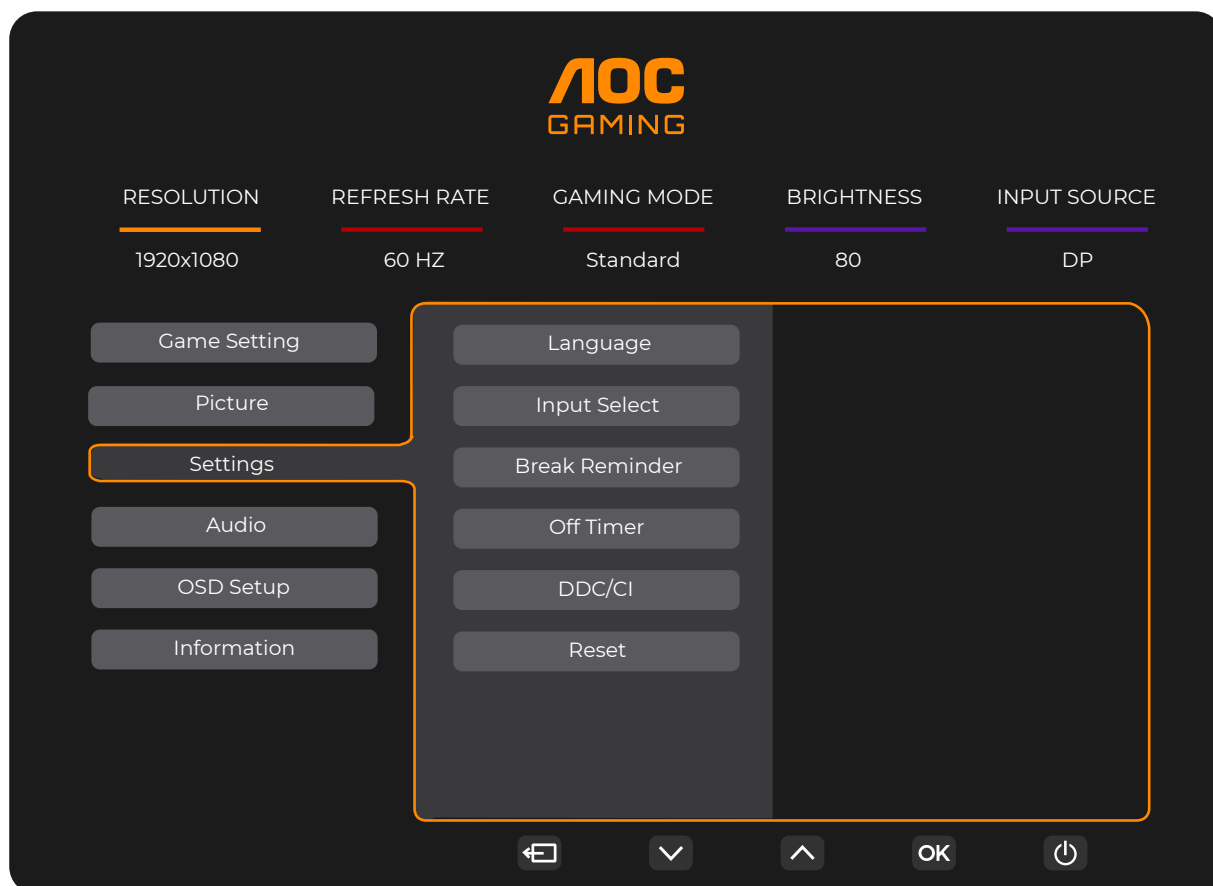 AOC
GAMING
RESOLUTION REFRESH RATE GAMING MODE BRIGHTNESS INPUT SOURCE
1920x1080 60 HZ Standard 80 DP
Game Setting Language
Picture Input Select
Settings Break Reminder
Audio Off Timer
OSD Setup DDC/CI
Information Reset
OK